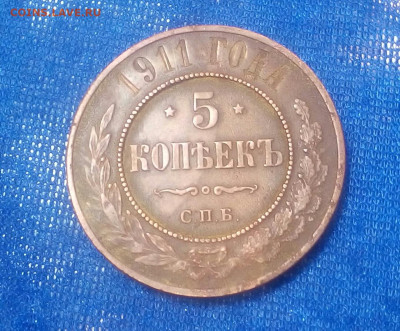 COINS.LAVE.RU
1911 ГОДА
5
КОПѢЕКЪ
С.П.Б.